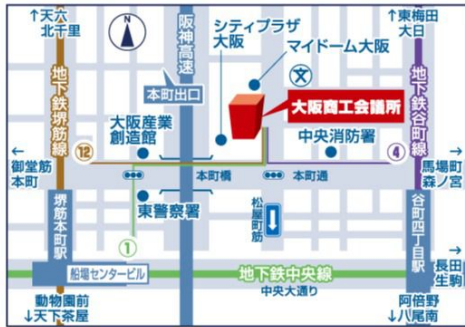 ↑天六
北千里
N
阪神高速
シティプラザ
大阪
↑東梅田
大日
マイドーム大阪
文
本町出口
地下鉄堺筋線
地下鉄谷町線
大阪商工会議所
大阪産業
創造館
中央消防署
←
御堂筋
本町
12
4
→
馬場町
森ノ宮
本町橋
本町通
堺筋本町駅
東警察署
松屋町筋
谷町四丁目駅
1
→
長田
生駒
船場センタービル
地下鉄中央線
中央大通り
動物園前
↓天下茶屋
阿倍野
↓八尾南